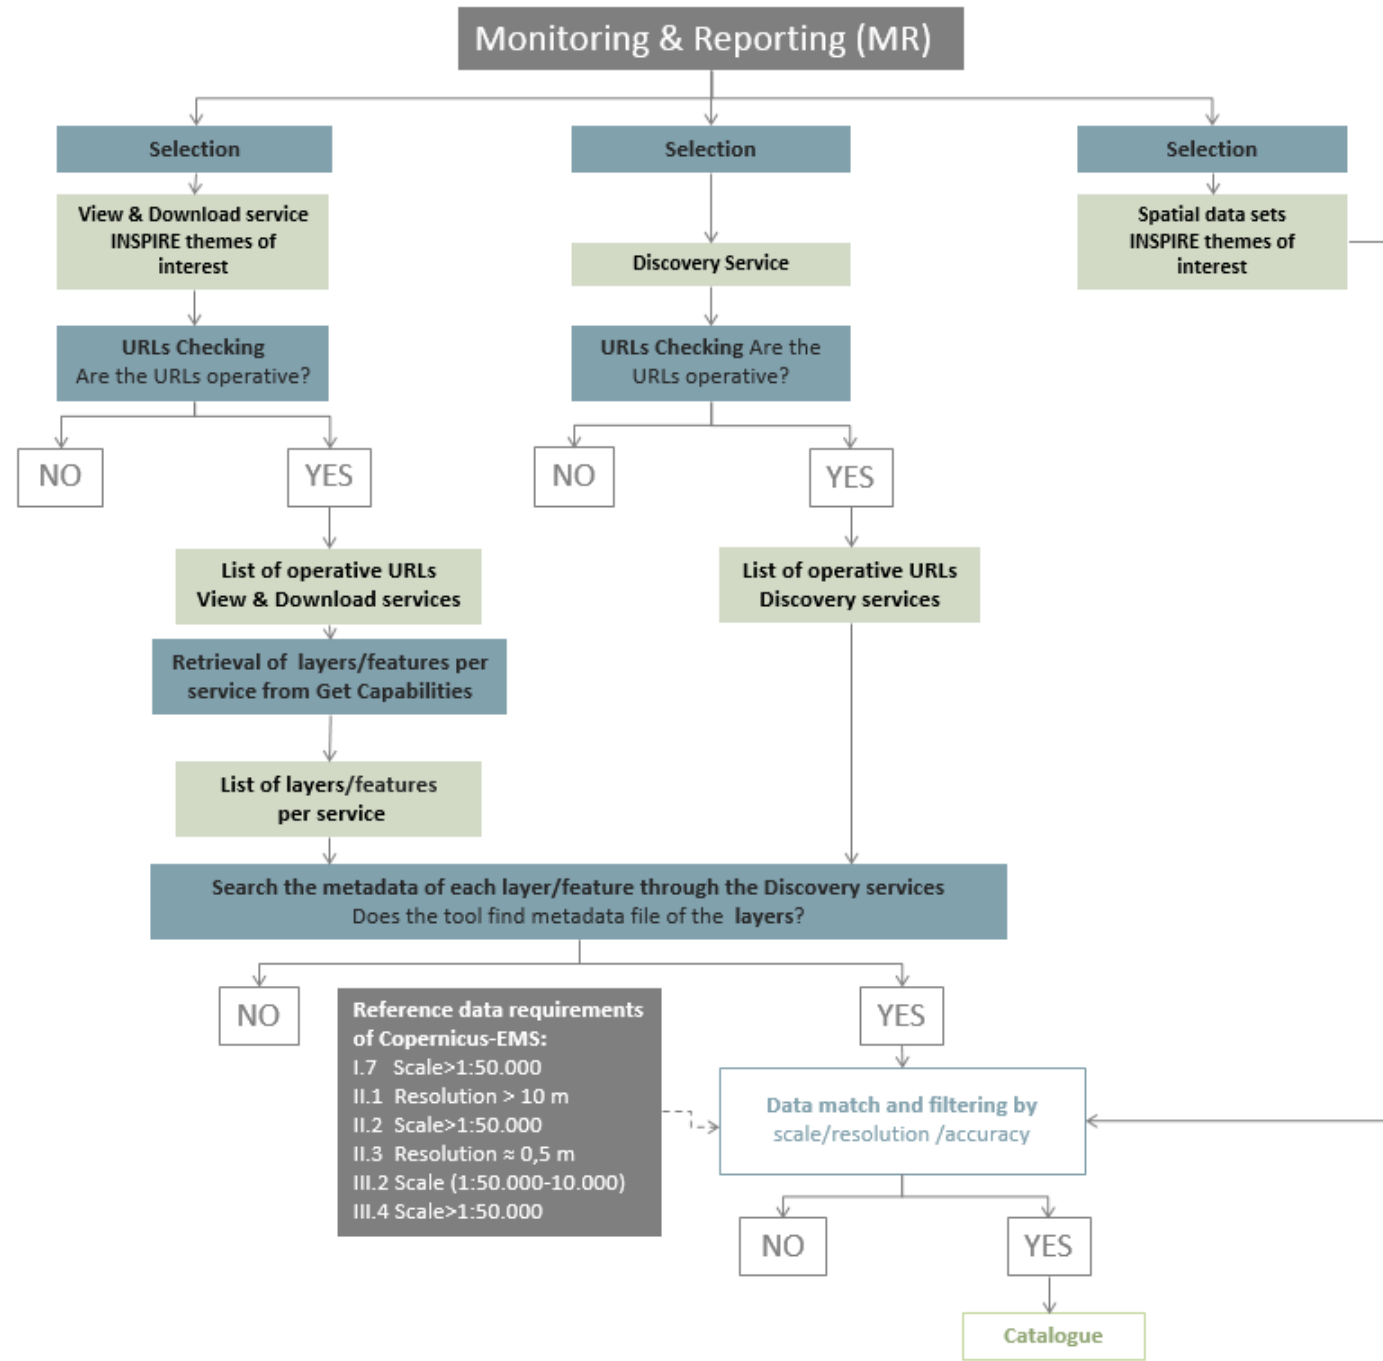 Monitoring & Reporting (MR)
Selection
Selection
Selection
View & Download service
INSPIRE themes of
interest
Discovery Service
Spatial data sets
INSPIRE themes of
interest
URLs Checking
Are the URLs operative?
URLs Checking Are the
URLs operative?
NO
YES
NO
YES
List of operative URLs
View & Download services
List of operative URLs
Discovery services
Retrieval of layers/features per
service from Get Capabilities
List of layers/features
per service
Search the metadata of each layer/feature through the Discovery services
Does the tool find metadata file of the layers?
NO
YES
Reference data requirements
of Copernicus-EMS:
I.7 Scale>1:50.000
II.1 Resolution > 10 m
II.2 Scale>1:50.000
II.3 Resolution ≈ 0,5 m
III.2 Scale (1:50.000-10.000)
III.4 Scale>1:50.000
Data match and filtering by
scale/resolution /accuracy
NO
YES
Catalogue